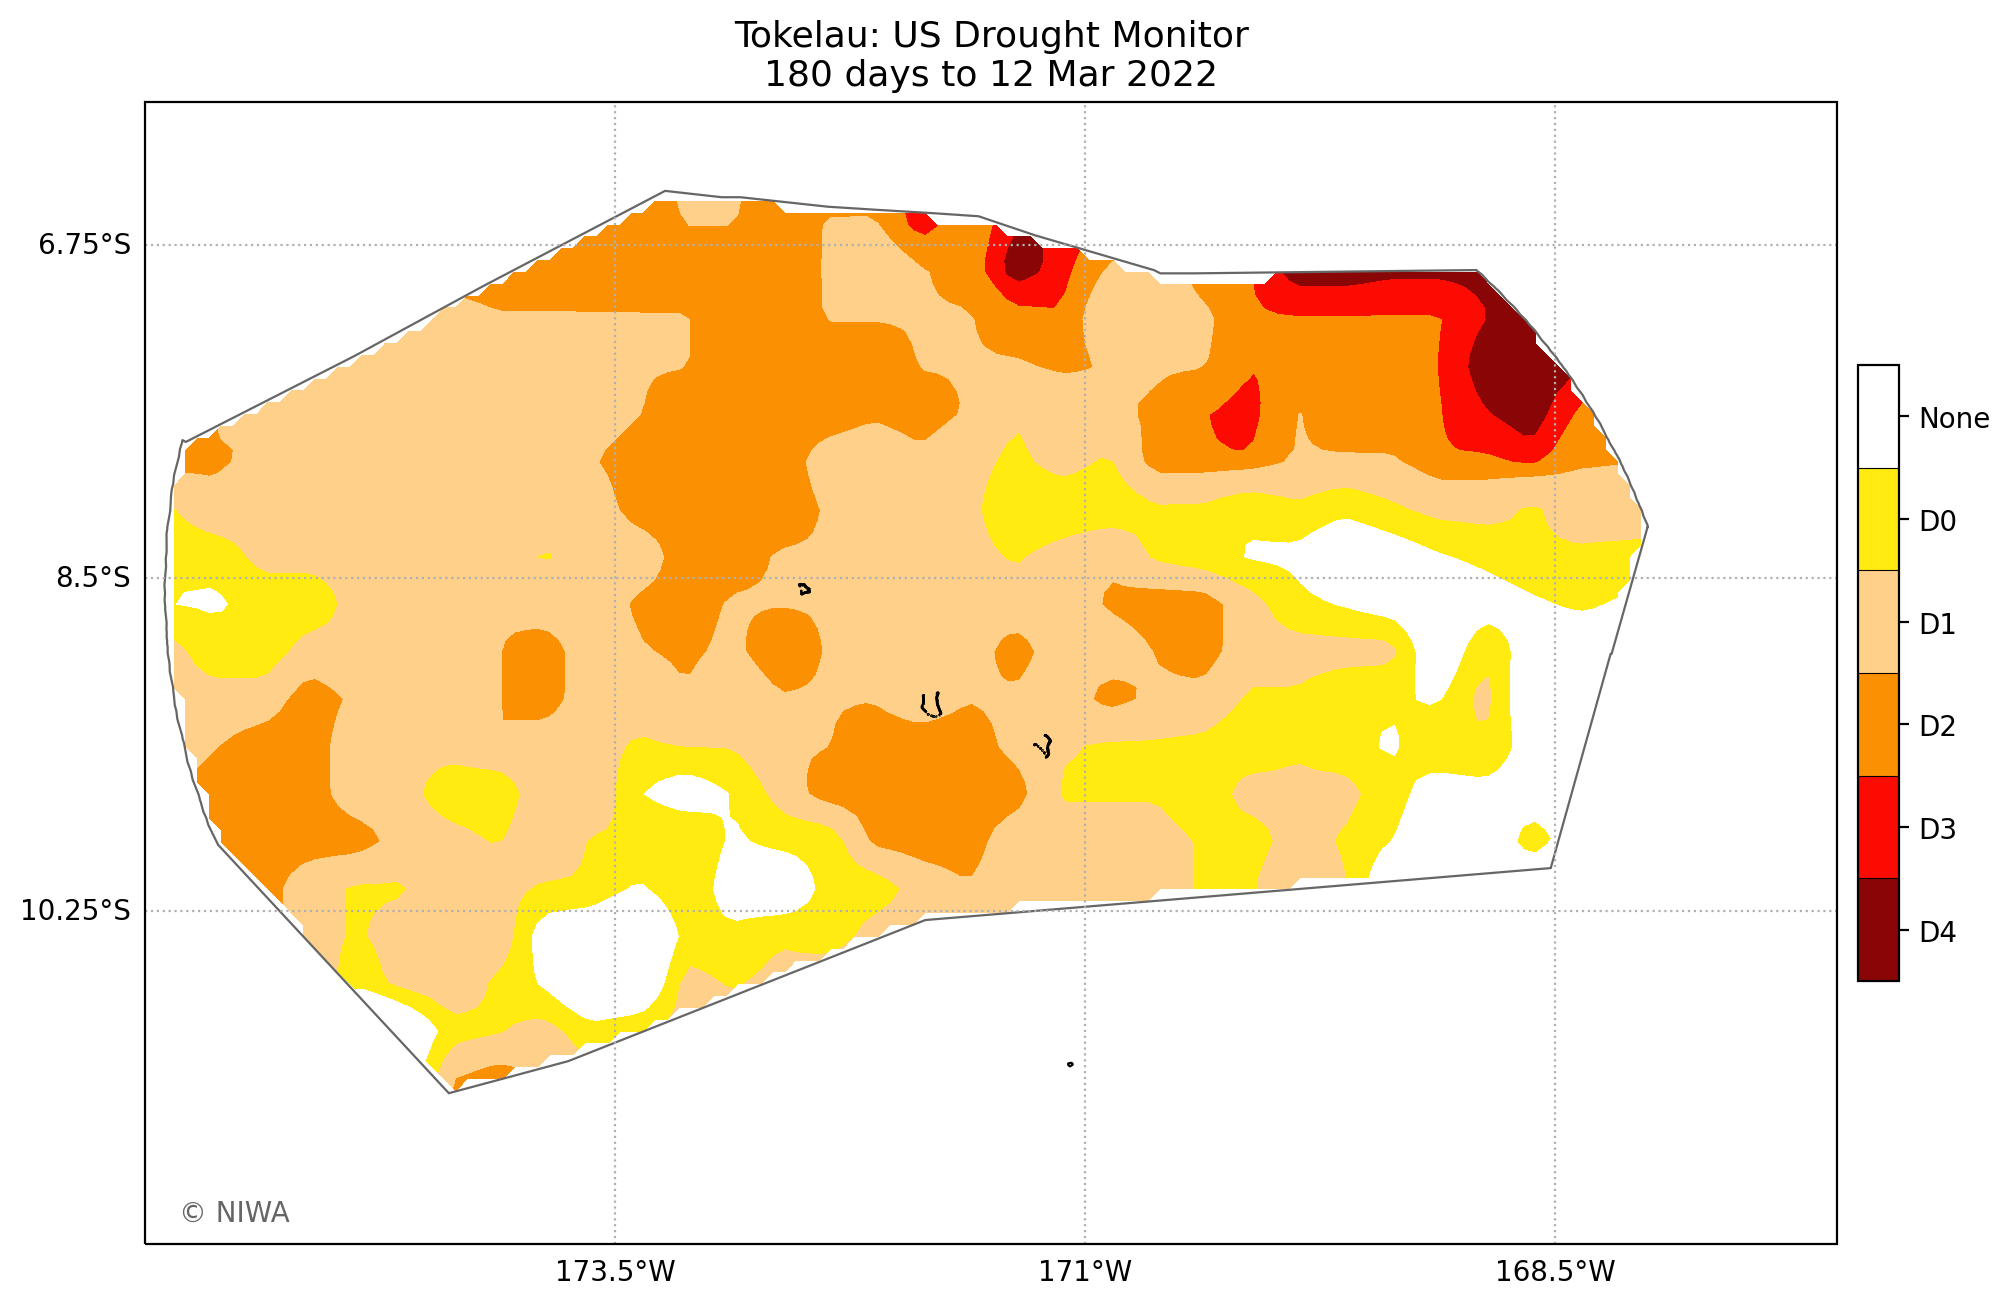 Tokelau: US Drought Monitor
180 days to 12 Mar 2022
6.75°S
8.5°S
10.25°S
173.5°W
171°W
168.5°W
None
D0
D1
D2
D3
D4
© NIWA